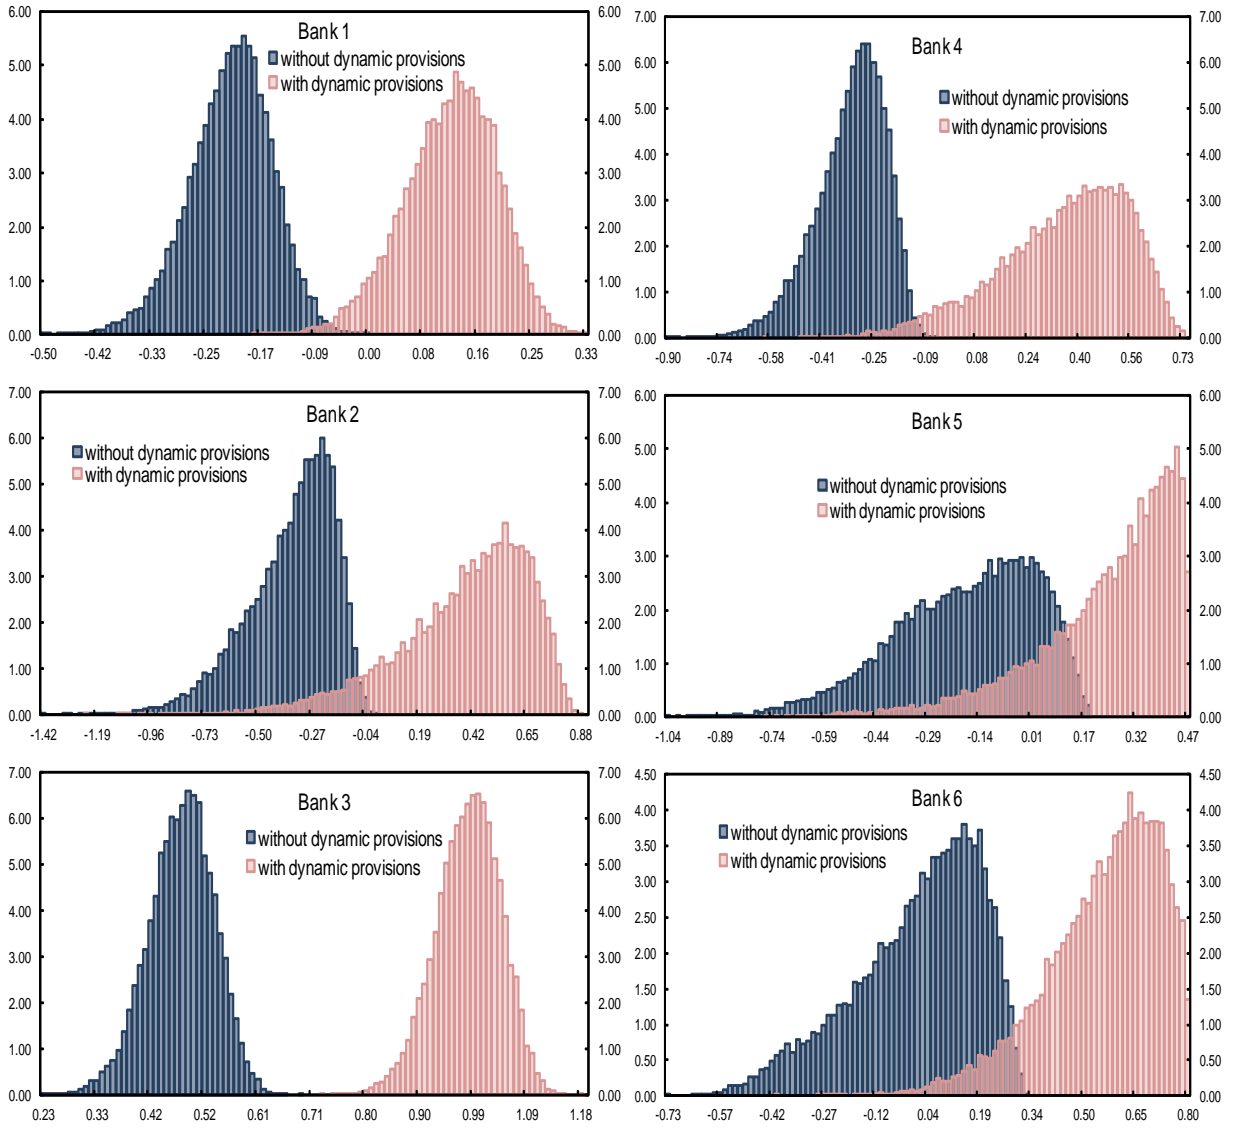 Bank 1
without dynamic provisions
with dynamic provisions
6.00 5.00 4.00 3.00 2.00 1.00 0.00
6.00 5.00 4.00 3.00 2.00 1.00 0.00
-0.50 -0.42 -0.33 -0.25 -0.17 -0.09 0.00 0.08 0.16 0.25 0.33
Bank 4
without dynamic provisions
with dynamic provisions
7.00 6.00 5.00 4.00 3.00 2.00 1.00 0.00
7.00 6.00 5.00 4.00 3.00 2.00 1.00 0.00
-0.90 -0.74 -0.58 -0.41 -0.25 -0.09 0.08 0.24 0.40 0.56 0.73
Bank 2
without dynamic provisions
with dynamic provisions
7.00 6.00 5.00 4.00 3.00 2.00 1.00 0.00
7.00 6.00 5.00 4.00 3.00 2.00 1.00 0.00
-1.42 -1.19 -0.96 -0.73 -0.50 -0.27 -0.04 0.19 0.42 0.65 0.88
Bank 5
without dynamic provisions
with dynamic provisions
6.00 5.00 4.00 3.00 2.00 1.00 0.00
6.00 5.00 4.00 3.00 2.00 1.00 0.00
-1.04 -0.89 -0.74 -0.59 -0.44 -0.29 -0.14 0.01 0.17 0.32 0.47
Bank 3
without dynamic provisions
with dynamic provisions
7.00 6.00 5.00 4.00 3.00 2.00 1.00 0.00
7.00 6.00 5.00 4.00 3.00 2.00 1.00 0.00
0.23 0.33 0.42 0.52 0.61 0.71 0.80 0.90 0.99 1.09 1.18
Bank 6
without dynamic provisions
with dynamic provisions
4.50 4.00 3.50 3.00 2.50 2.00 1.50 1.00 0.50 0.00
4.50 4.00 3.50 3.00 2.50 2.00 1.50 1.00 0.50 0.00
-0.73 -0.57 -0.42 -0.27 -0.12 0.04 0.19 0.34 0.50 0.65 0.80